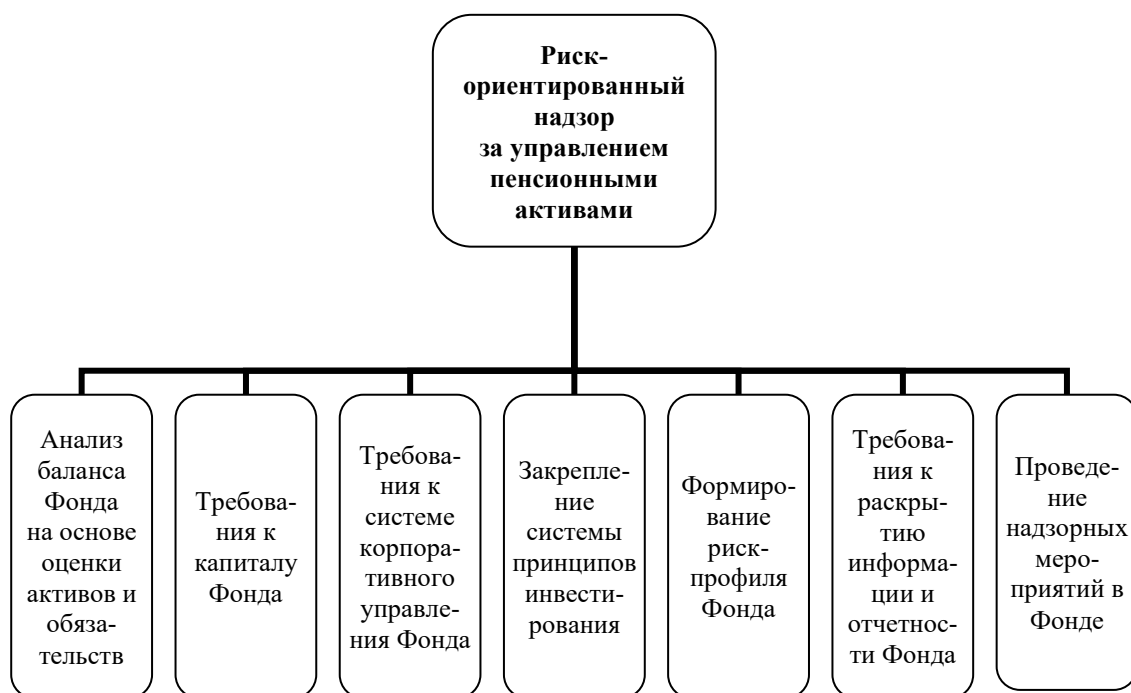 Риск-
ориентированный
надзор
за управлением
пенсионными
активами
Анализ
баланса
Фонда
на основе
оценки
активов и
обяза-
тельств
Требова-
ния к
капиталу
Фонда
Требова-
ния к
системе
корпора-
тивного
управле-
ния Фонда
Закрепле-
ние
системы
принципов
инвести-
рования
Формиро-
вание
риск-
профиля
Фонда
Требова-
ния к
раскры-
тию
информа-
ции и
отчетнос-
ти Фонда
Проведе-
ние
надзорных
меро-
приятий в
Фонде